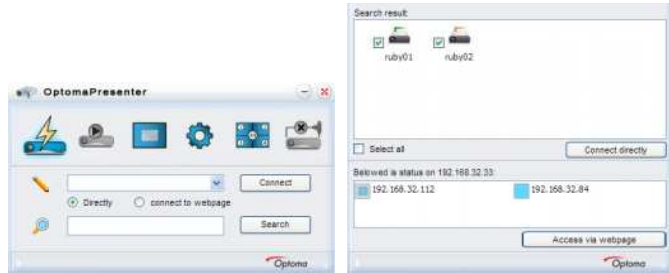 OptomaPresenter
Connect
Directly
connect to webpage
Search
Optoma
Search result:
ruby01
ruby02
Select all
Connect directly
Belowed is status on 192.168.32.33:
192.168.32.112
192.168.32.84
Access via webpage
Optoma